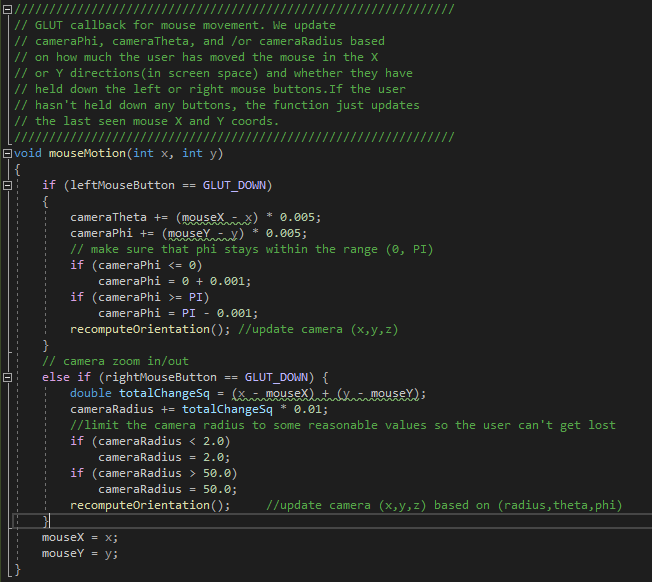 ///////////////////////////////////////////////////////////////
// GLUT callback for mouse movement. We update
// cameraPhi, cameraTheta, and /or cameraRadius based
// on how much the user has moved the mouse in the X
// or Y directions(in screen space) and whether they have
// held down the left or right mouse buttons.If the user
// hasn't held down any buttons, the function just updates
// the last seen mouse X and Y coords.
///////////////////////////////////////////////////////////////
void mouseMotion(int x, int y)
{
if (leftMouseButton == GLUT_DOWN)
{
cameraTheta += (mouseX - x) * 0.005;
cameraPhi += (mouseY - y) * 0.005;
// make sure that phi stays within the range (0, PI)
if (cameraPhi <= 0)
cameraPhi = 0 + 0.001;
if (cameraPhi >= PI)
cameraPhi = PI - 0.001;
recomputeOrientation(); //update camera (x,y,z)
}
// camera zoom in/out
else if (rightMouseButton == GLUT_DOWN) {
double totalChangeSq = (x - mouseX) + (y - mouseY);
cameraRadius += totalChangeSq * 0.01;
//limit the camera radius to some reasonable values so the user can't get lost
if (cameraRadius < 2.0)
cameraRadius = 2.0;
if (cameraRadius > 50.0)
cameraRadius = 50.0;
recomputeOrientation();     //update camera (x,y,z) based on (radius,theta,phi)
}
mouseX = x;
mouseY = y;
}